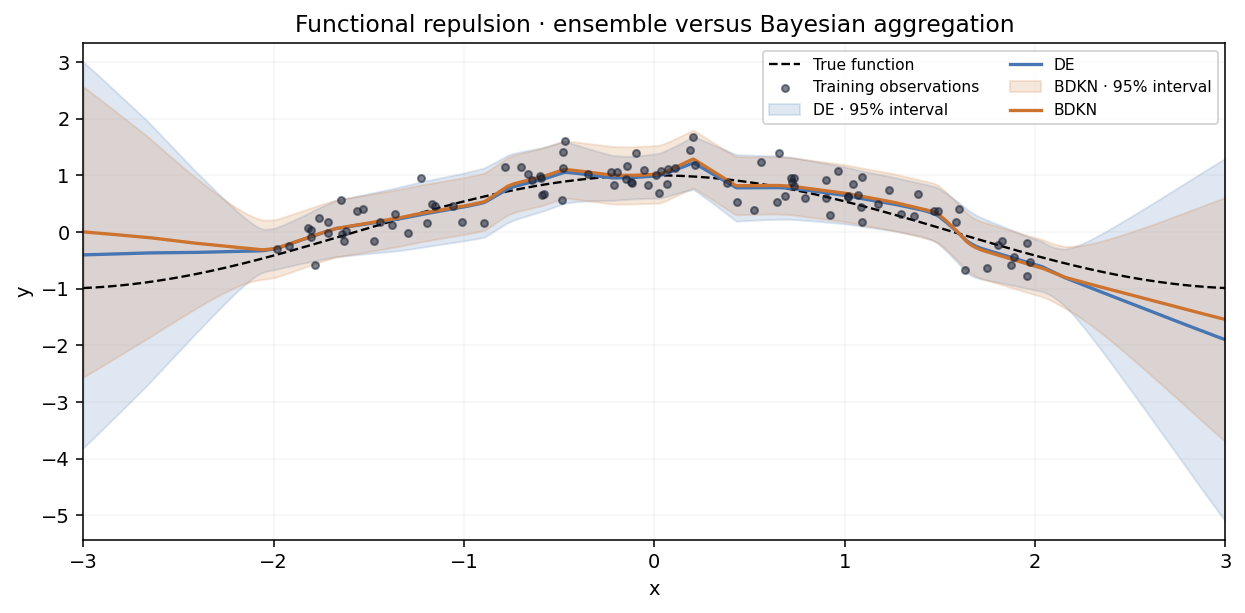 Functional repulsion · ensemble versus Bayesian aggregation
True function
Training observations
DE · 95% interval
DE
BDKN · 95% interval
BDKN
3
2
1
0
−1
−2
−3
−4
−5
y
−3
−2
−1
0
1
2
3
x